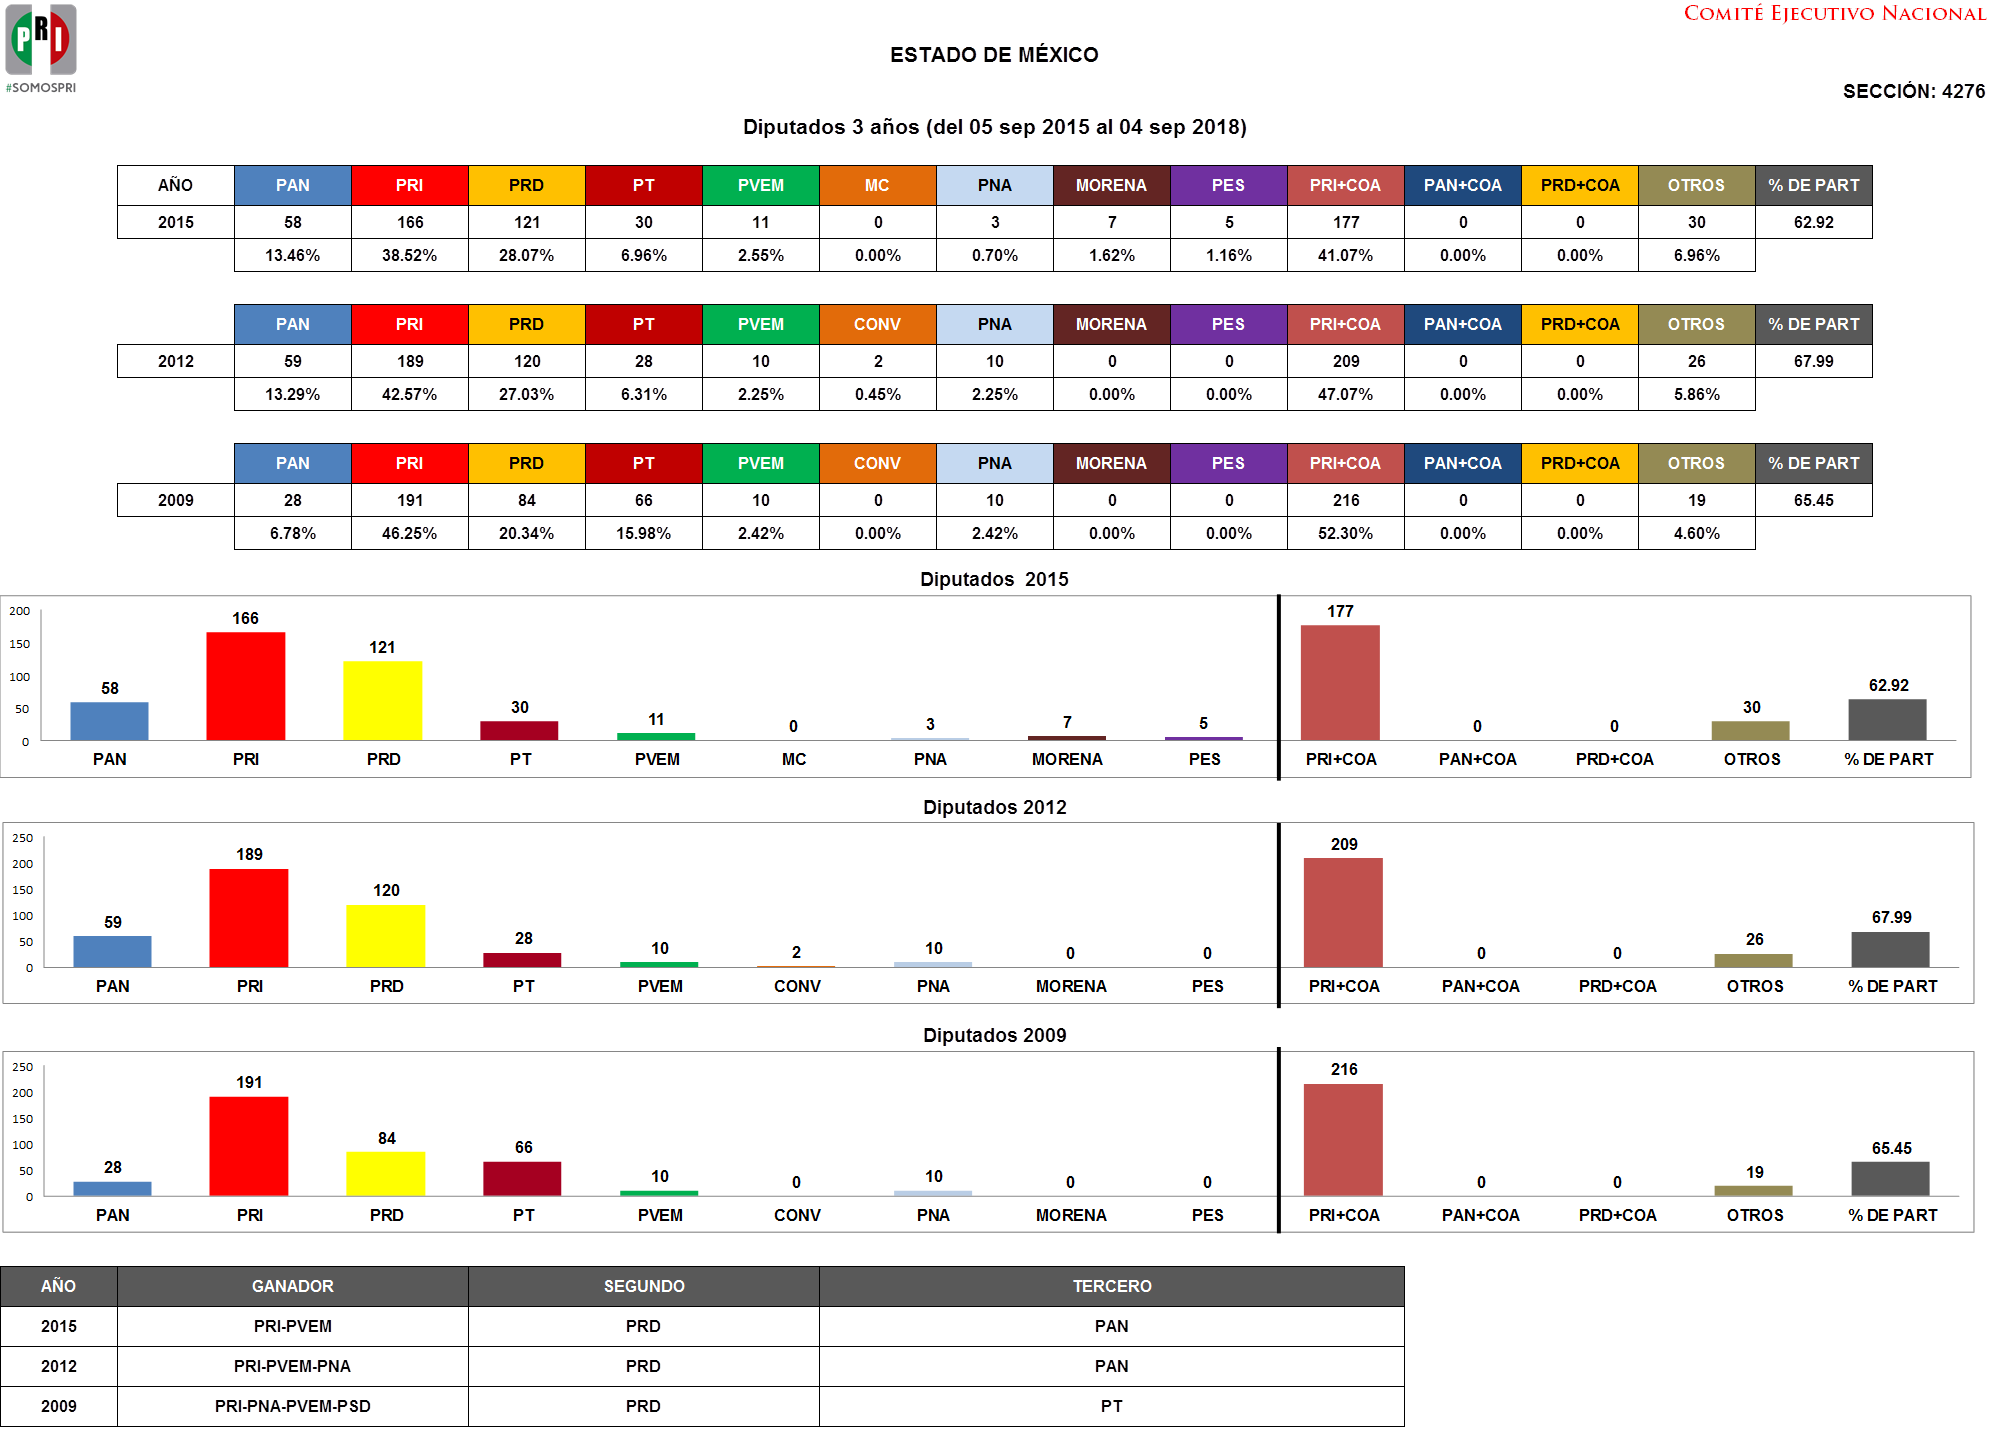 PRI
#SOMOSPRI
COMITÉ EJECUTIVO NACIONAL
ESTADO DE MÉXICO
SECCIÓN: 4276
Diputados 3 años (del 05 sep 2015 al 04 sep 2018)
AÑO PAN PRI PRD PT PVEM MC PNA MORENA PES PRI+COA PAN+COA PRD+COA OTROS % DE PART
2015 58 166 121 30 11 0 3 7 5 177 0 0 30 62.92
13.46% 38.52% 28.07% 6.96% 2.55% 0.00% 0.70% 1.62% 1.16% 41.07% 0.00% 0.00% 6.96%
PAN PRI PRD PT PVEM CONV PNA MORENA PES PRI+COA PAN+COA PRD+COA OTROS % DE PART
2012 59 189 120 28 10 2 10 0 0 209 0 0 26 67.99
13.29% 42.57% 27.03% 6.31% 2.25% 0.45% 2.25% 0.00% 0.00% 47.07% 0.00% 0.00% 5.86%
PAN PRI PRD PT PVEM CONV PNA MORENA PES PRI+COA PAN+COA PRD+COA OTROS % DE PART
2009 28 191 84 66 10 0 10 0 0 216 0 0 19 65.45
6.78% 46.25% 20.34% 15.98% 2.42% 0.00% 2.42% 0.00% 0.00% 52.30% 0.00% 0.00% 4.60%
Diputados 2015
200
150
100
50
0
58 166 121 30 11 0 3 7 5 177 0 0 30 62.92
PAN PRI PRD PT PVEM MC PNA MORENA PES PRI+COA PAN+COA PRD+COA OTROS % DE PART
Diputados 2012
250
200
150
100
50
0
59 189 120 28 10 2 10 0 0 209 0 0 26 67.99
PAN PRI PRD PT PVEM CONV PNA MORENA PES PRI+COA PAN+COA PRD+COA OTROS % DE PART
Diputados 2009
250
200
150
100
50
0
28 191 84 66 10 0 10 0 0 216 0 0 19 65.45
PAN PRI PRD PT PVEM CONV PNA MORENA PES PRI+COA PAN+COA PRD+COA OTROS % DE PART
AÑO GANADOR SEGUNDO TERCERO
2015 PRI-PVEM PRD PAN
2012 PRI-PVEM-PNA PRD PAN
2009 PRI-PNA-PVEM-PSD PRD PT